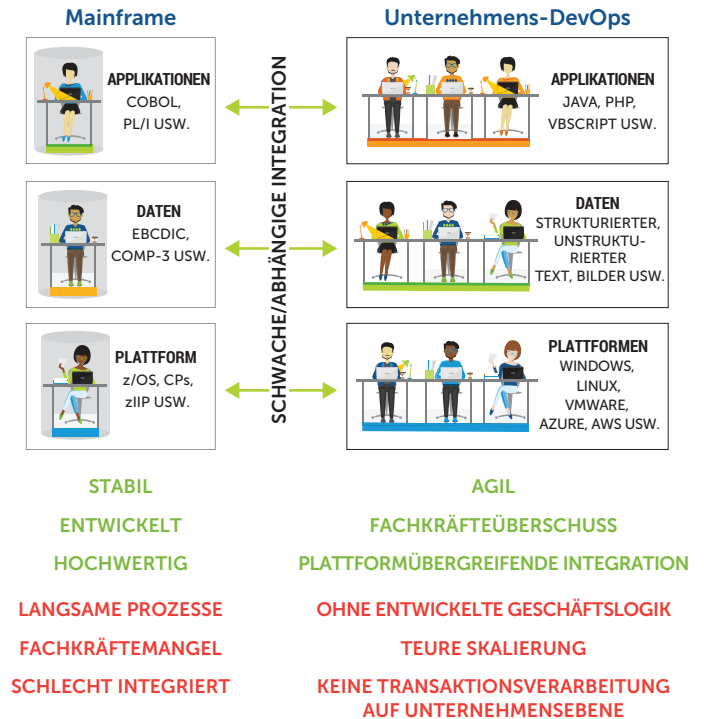 Mainframe
Unternehmens-DevOps
APPLIKATIONEN
COBOL,
PL/I USW.
SCHWACHE/ABHÄNGIGE INTEGRATION
APPLIKATIONEN
JAVA, PHP,
VBSCRIPT USW.
DATEN
EBCDIC,
COMP-3 USW.
DATEN
STRUKTURIERTER,
UNSTRUKTU-
RIERTER
TEXT, BILDER USW.
PLATTFORM
z/OS, CPs,
zIIP USW.
PLATTFORMEN
WINDOWS,
LINUX,
VMWARE,
AZURE, AWS USW.
STABIL
ENTWICKELT
HOCHWERTIG
LANGSAME PROZESSE
FACHKRÄFTEMANGEL
SCHLECHT INTEGRIERT
AGIL
FACHKRÄFTEÜBERSCHUSS
PLATTFORMÜBERGREIFENDE INTEGRATION
OHNE ENTWICKELTE GESCHÄFTSLOGIK
TEURE SKALIERUNG
KEINE TRANSAKTIONSVERARBEITUNG
AUF UNTERNEHMENSEBENE